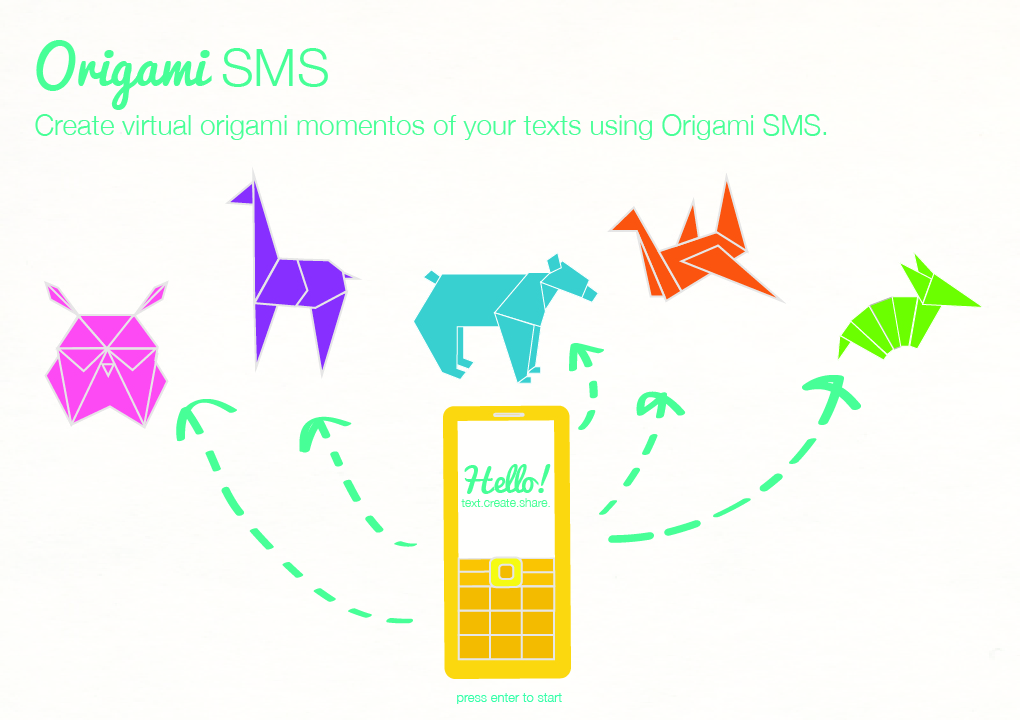 Origami SMS
Create virtual origami momentos of your texts using Origami SMS.
Hello!
text.create.share.
press enter to start